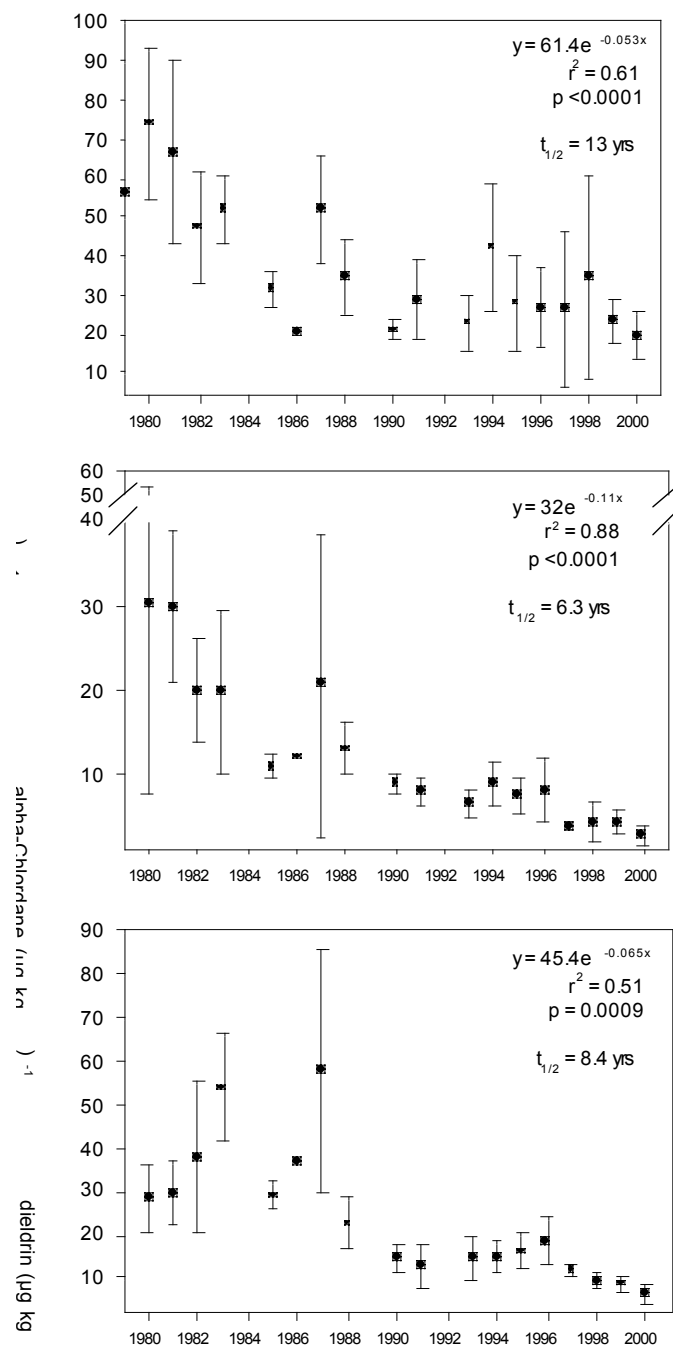 100
90
80
70
60
50
40
30
20
10
y = 61.4e -0.053x
r2 = 0.61
p <0.0001
t1/2 = 13 yrs
1980 1982 1984 1986 1988 1990 1992 1994 1996 1998 2000
60
50
40
30
20
10
y = 32e -0.11x
r2 = 0.88
p <0.0001
t1/2 = 6.3 yrs
1980 1982 1984 1986 1988 1990 1992 1994 1996 1998 2000
alpha-Chlordane (µg kg
)
90
80
70
60
50
40
30
20
10
y = 45.4e -0.065x
r2 = 0.51
p = 0.0009
t1/2 = 8.4 yrs
1980 1982 1984 1986 1988 1990 1992 1994 1996 1998 2000
dieldrin (µg kg -1 )